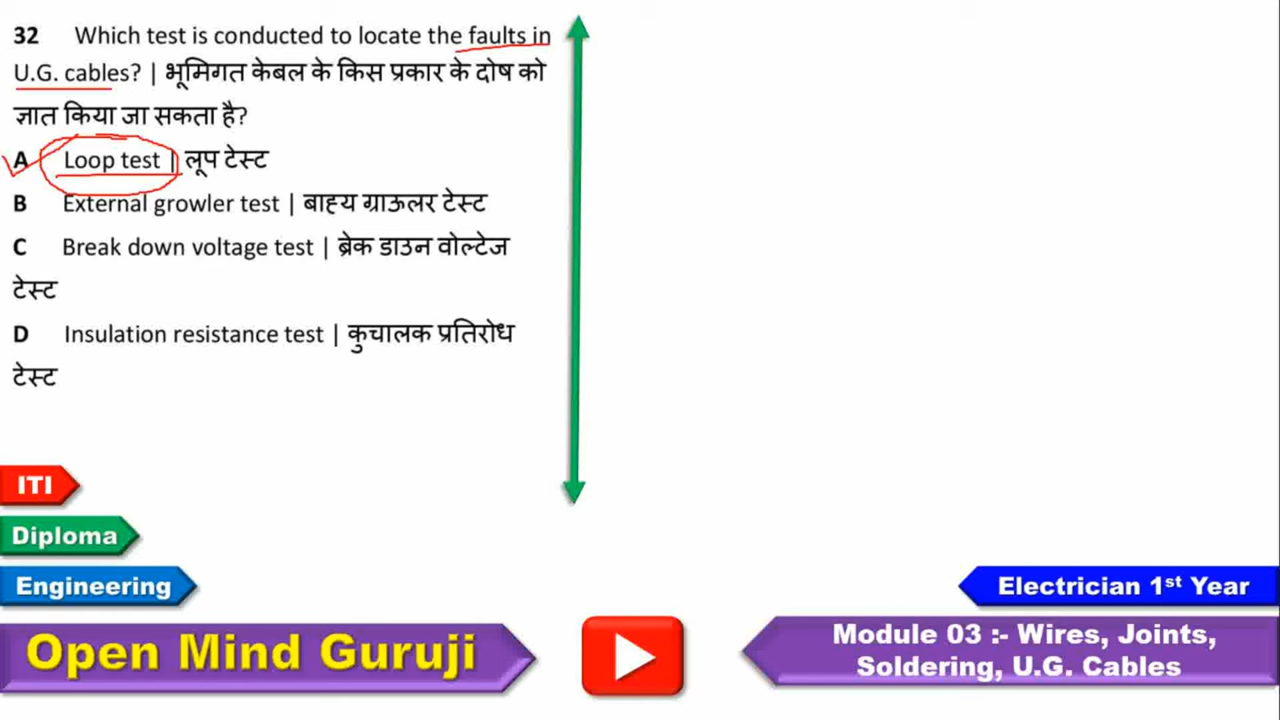 32 Which test is conducted to locate the faults in
U.G. cables? | भूमिगत केबल के किस प्रकार के दोष को
ज्ञात किया जा सकता है?
A Loop test | लूप टेस्ट
B External growler test | बाह्य ग्राऊलर टेस्ट
C Break down voltage test | ब्रेक डाउन वोल्टेज
टेस्ट
D Insulation resistance test | कुचालक प्रतिरोध
टेस्ट
ITI
Diploma
Engineering
Open Mind Guruji
Electrician 1st Year
Module 03 :- Wires, Joints,
Soldering, U.G. Cables